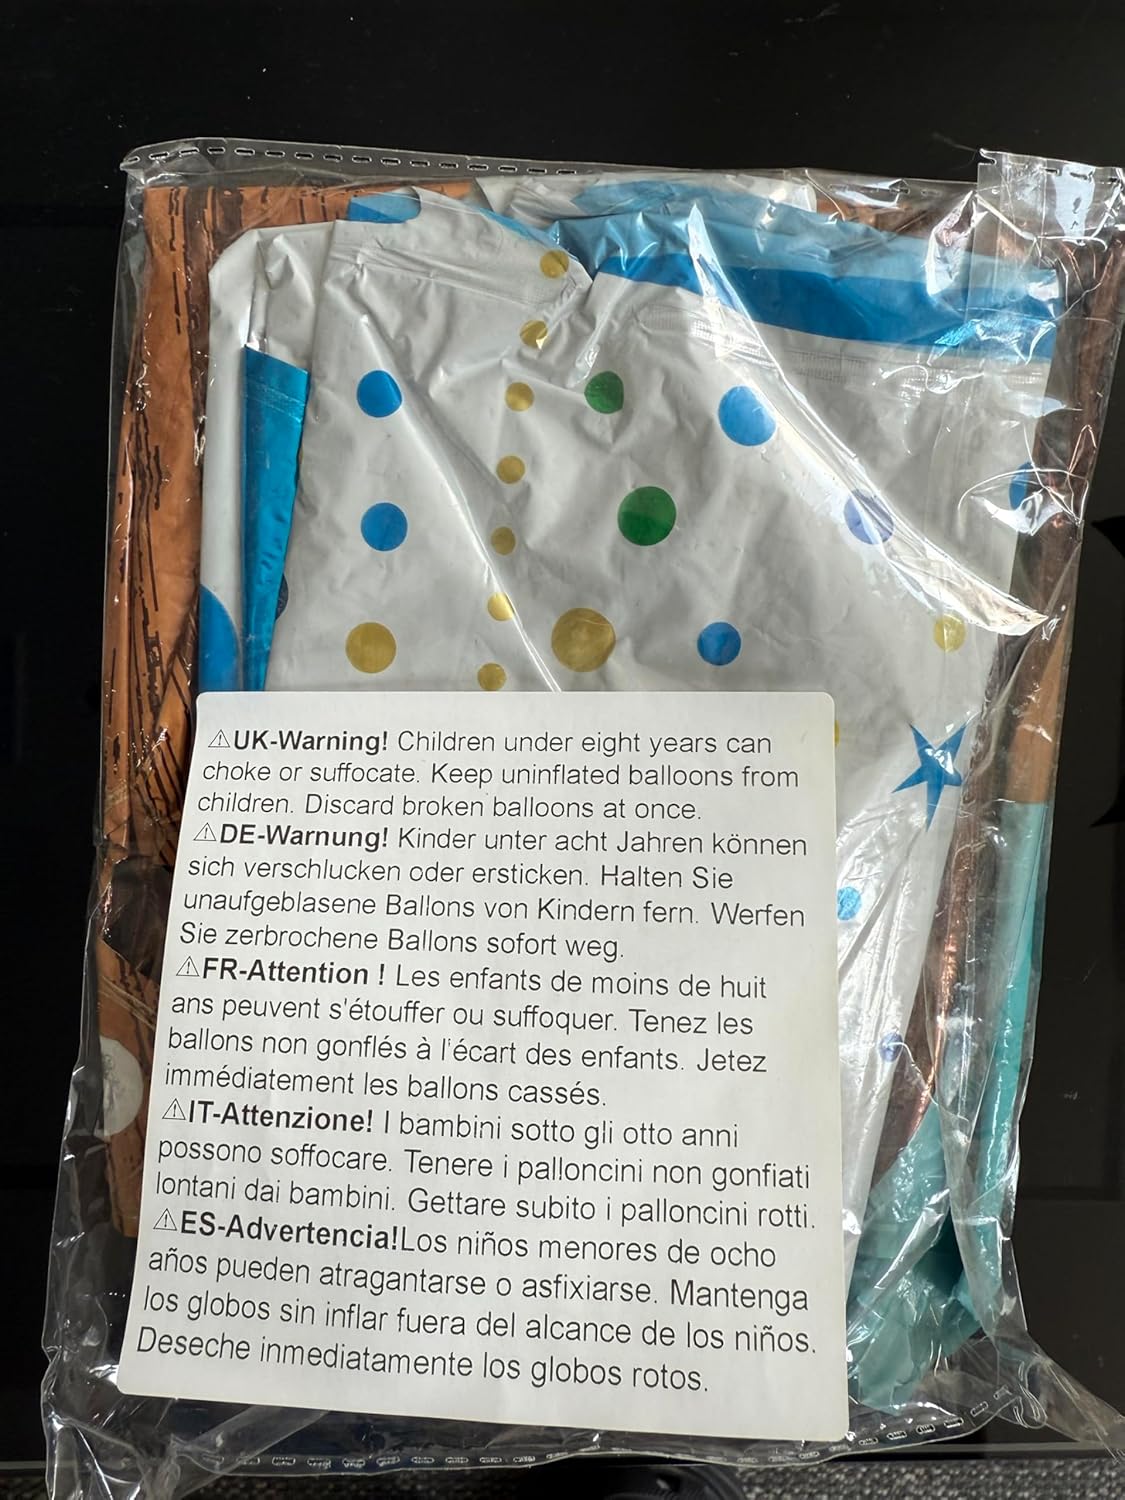 ⚠UK-Warning! Children under eight years can
choke or suffocate. Keep uninflated balloons from
children. Discard broken balloons at once.
⚠DE-Warnung! Kinder unter acht Jahren können
sich verschlucken oder ersticken. Halten Sie
unaufgeblasene Ballons von Kindern fern. Werfen
Sie zerbrochene Ballons sofort weg.
⚠FR-Attention ! Les enfants de moins de huit
ans peuvent s'étouffer ou suffoquer. Tenez les
ballons non gonflés à l'écart des enfants. Jetez
immédiatement les ballons cassés.
⚠IT-Attenzione! I bambini sotto gli otto anni
possono soffocare. Tenere i palloncini non gonfiati
lontani dai bambini. Gettare subito i palloncini rotti.
⚠ES-Advertencia!Los niños menores de ocho
años pueden atragantarse o asfixiarse. Mantenga
los globos sin inflar fuera del alcance de los niños.
Deseche inmediatamente los globos rotos.